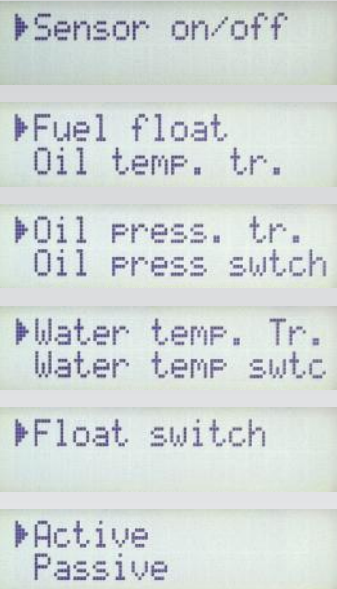 Sensor on/off
Fuel float
Oil temp. tr.
Oil press. tr.
Oil press swtch
Water temp. Tr.
Water temp swtc
Float switch
Active
Passive